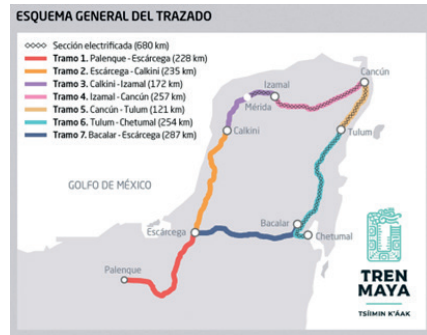 ESQUEMA GENERAL DEL TRAZADO
Sección electrificada (680 km)
Tramo 1. Palenque - Escárcega (228 km)
Tramo 2. Escárcega - Calkini (235 km)
Tramo 3. Calkini - Izamal (172 km)
Tramo 4. Izamal - Cancún (257 km)
Tramo 5. Cancún - Tulum (121 km)
Tramo 6. Tulum - Chetumal (254 km)
Tramo 7. Bacalar - Escárcega (287 km)
Cancún
Izamal
Mérida
Calkini
Tulum
GOLFO DE MÉXICO
Bacalar
Escárcega
Chetumal
Palenque
TREN
MAYA
TSÍIMIN K'ÁAK